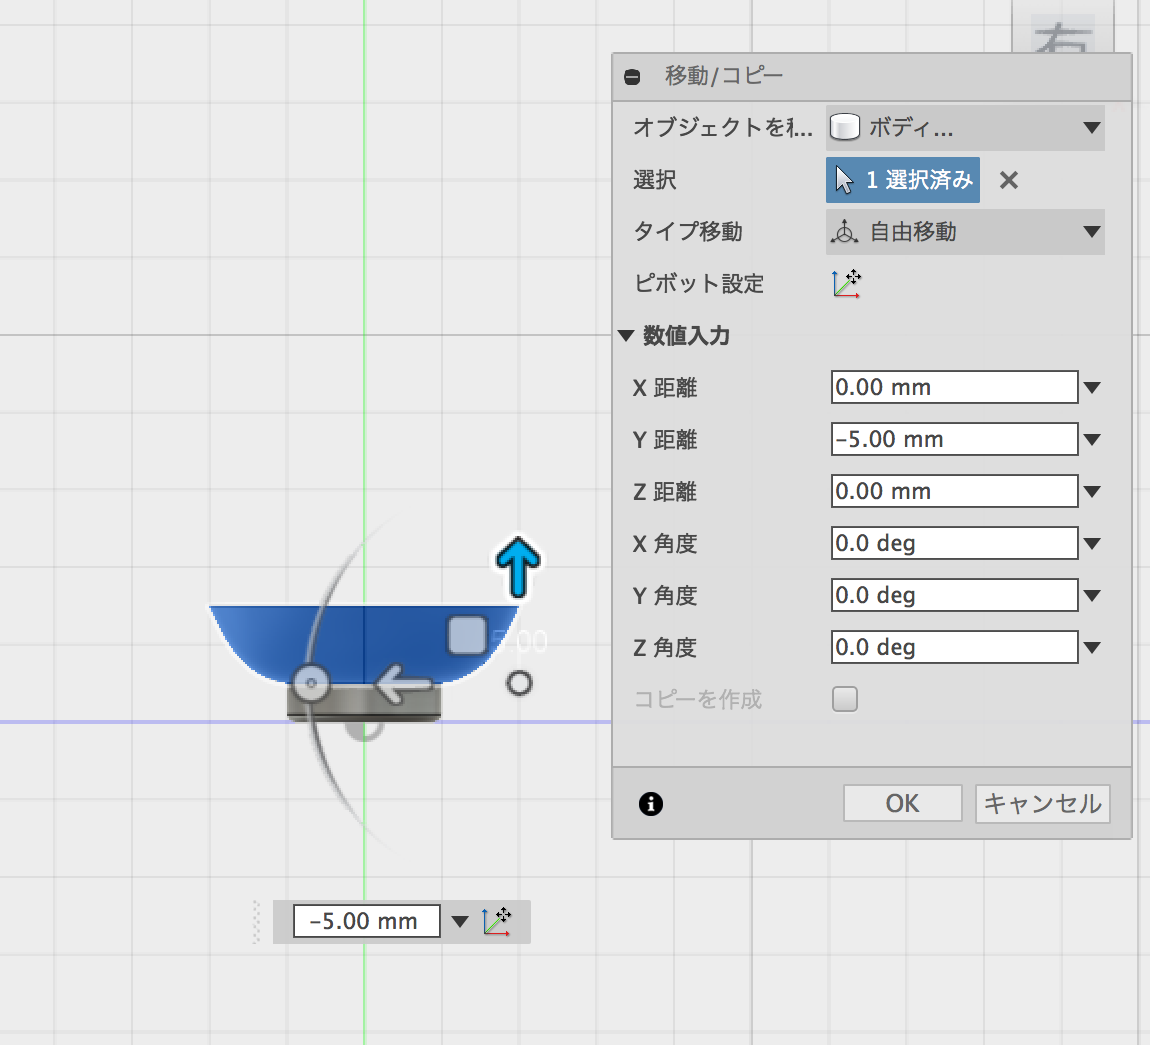 右
移動/コピー
オブジェクトを移... ボディ...
選択 1 選択済み
タイプ移動 自由移動
ピボット設定
数値入力
X 距離 0.00 mm
Y 距離 -5.00 mm
Z 距離 0.00 mm
X 角度 0.0 deg
Y 角度 0.0 deg
Z 角度 0.0 deg
コピーを作成
OK キャンセル
5.00
-5.00 mm